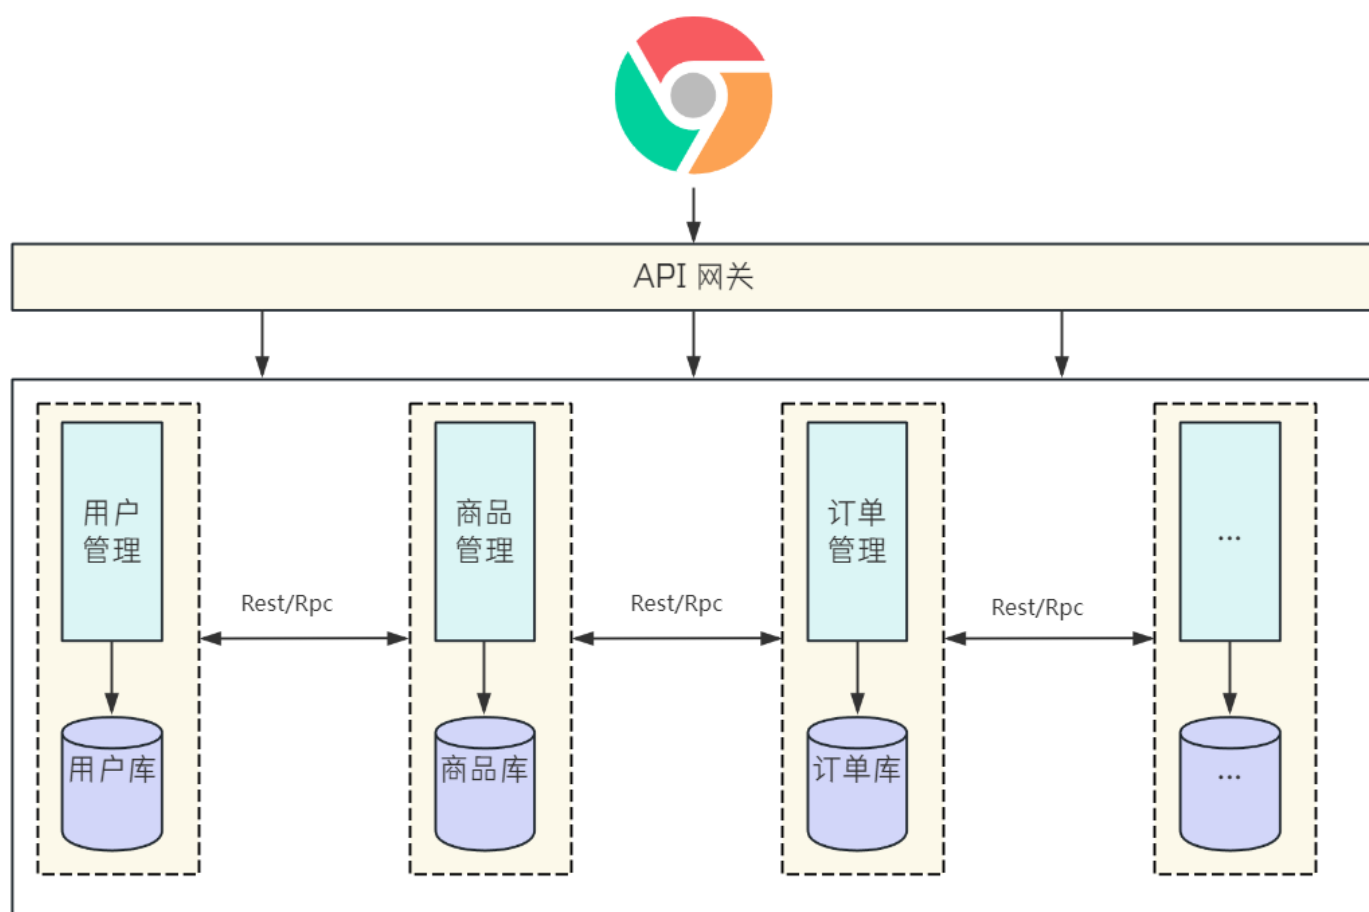 API 网关
用户
管理
商品
管理
订单
管理
...
Rest/Rpc
Rest/Rpc
Rest/Rpc
用户库
商品库
订单库
...